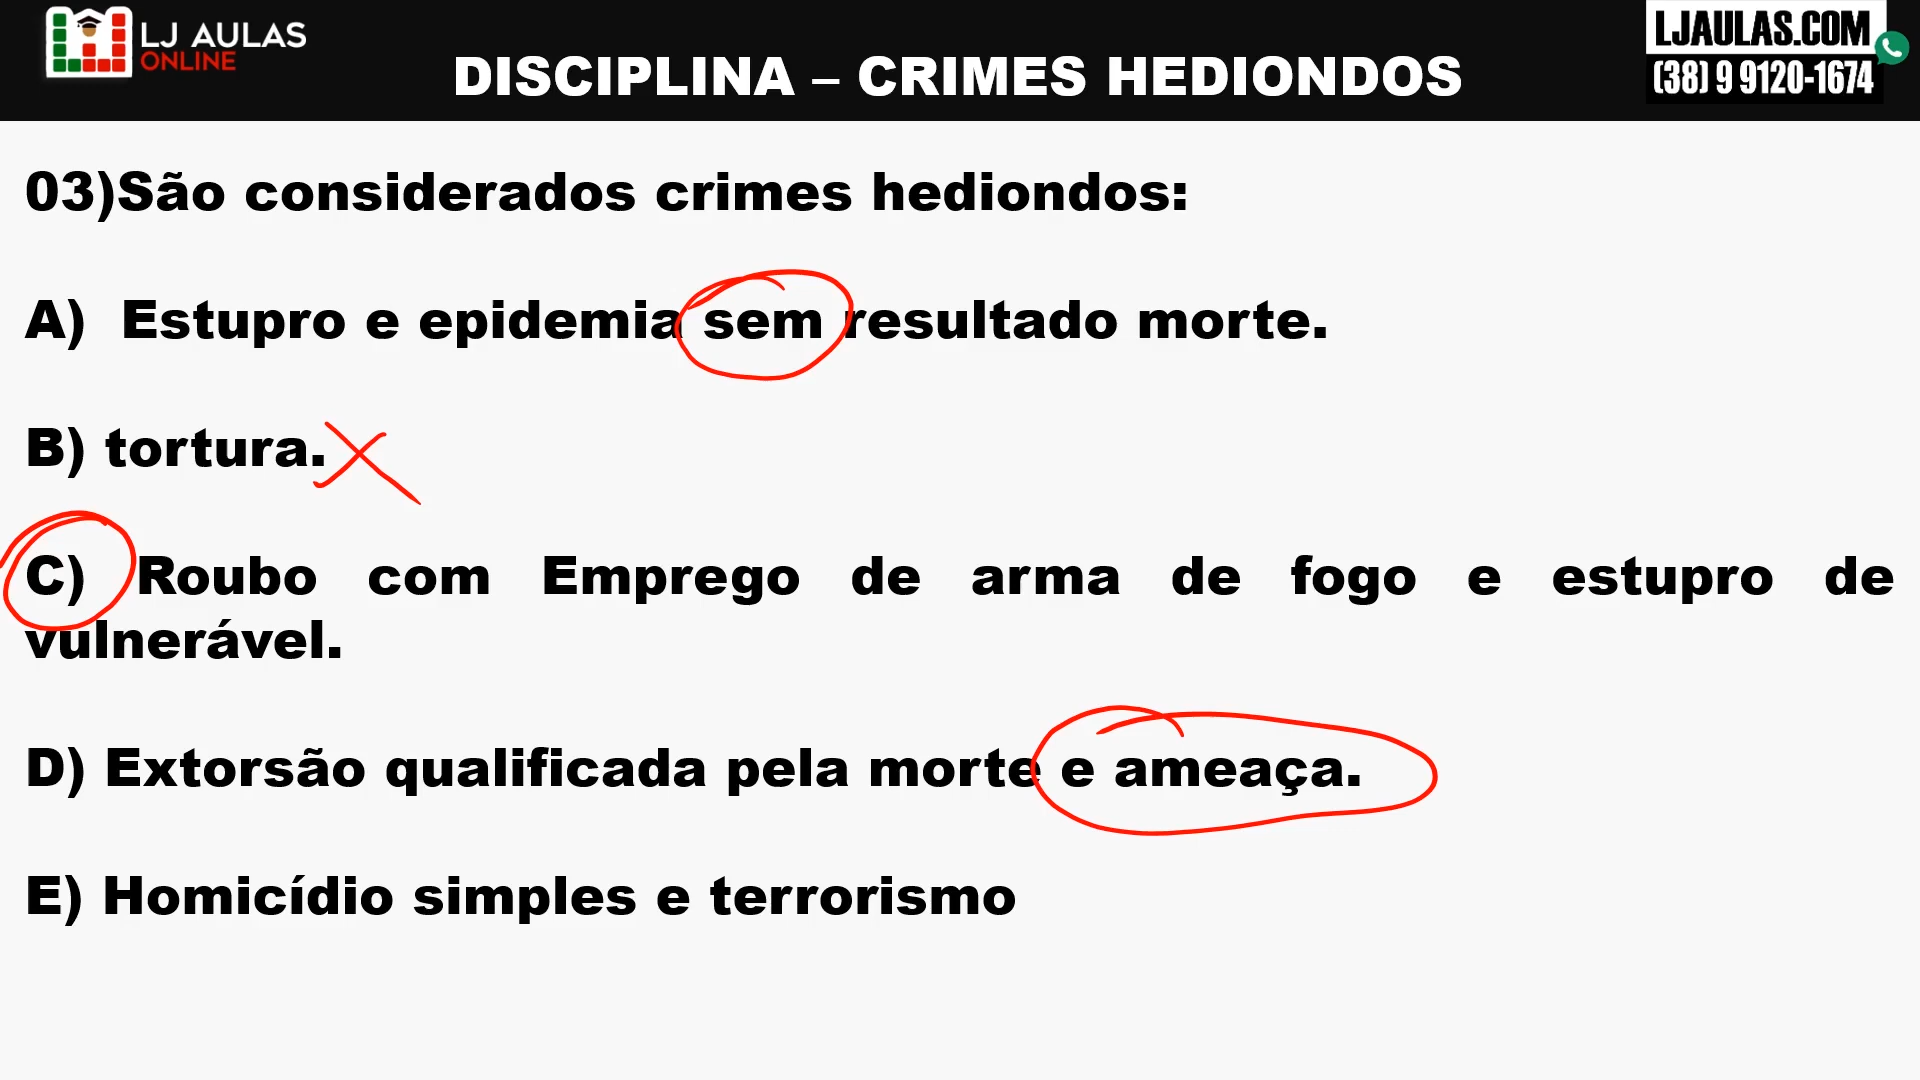 LJ AULAS
ONLINE
DISCIPLINA – CRIMES HEDIONDOS
LJAULAS.COM
(38) 9 9120-1674
03)São considerados crimes hediondos:
A) Estupro e epidemia sem resultado morte.
B) tortura.
C) Roubo com Emprego de arma de fogo e estupro de
vulnerável.
D) Extorsão qualificada pela morte e ameaça.
E) Homicídio simples e terrorismo